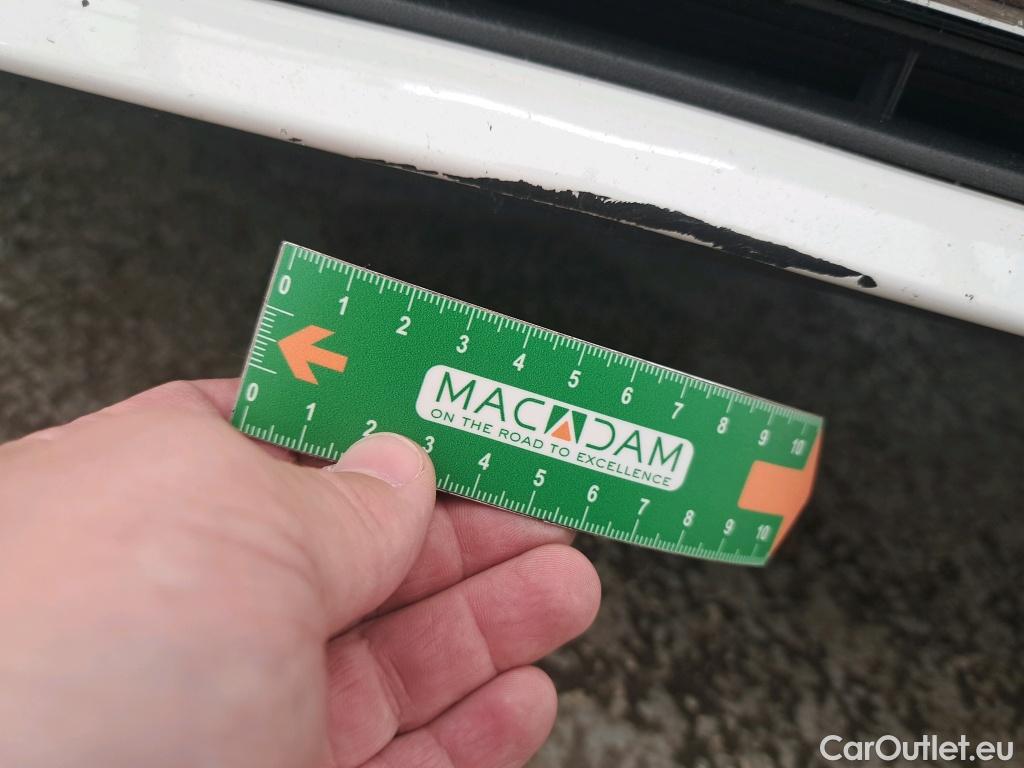 0 1 2 3 4 5 6 7 8 9 10
MACADAM
ON THE ROAD TO EXCELLENCE
0 1 2 3 4 5 6 7 8 9 10
CarOutlet.eu